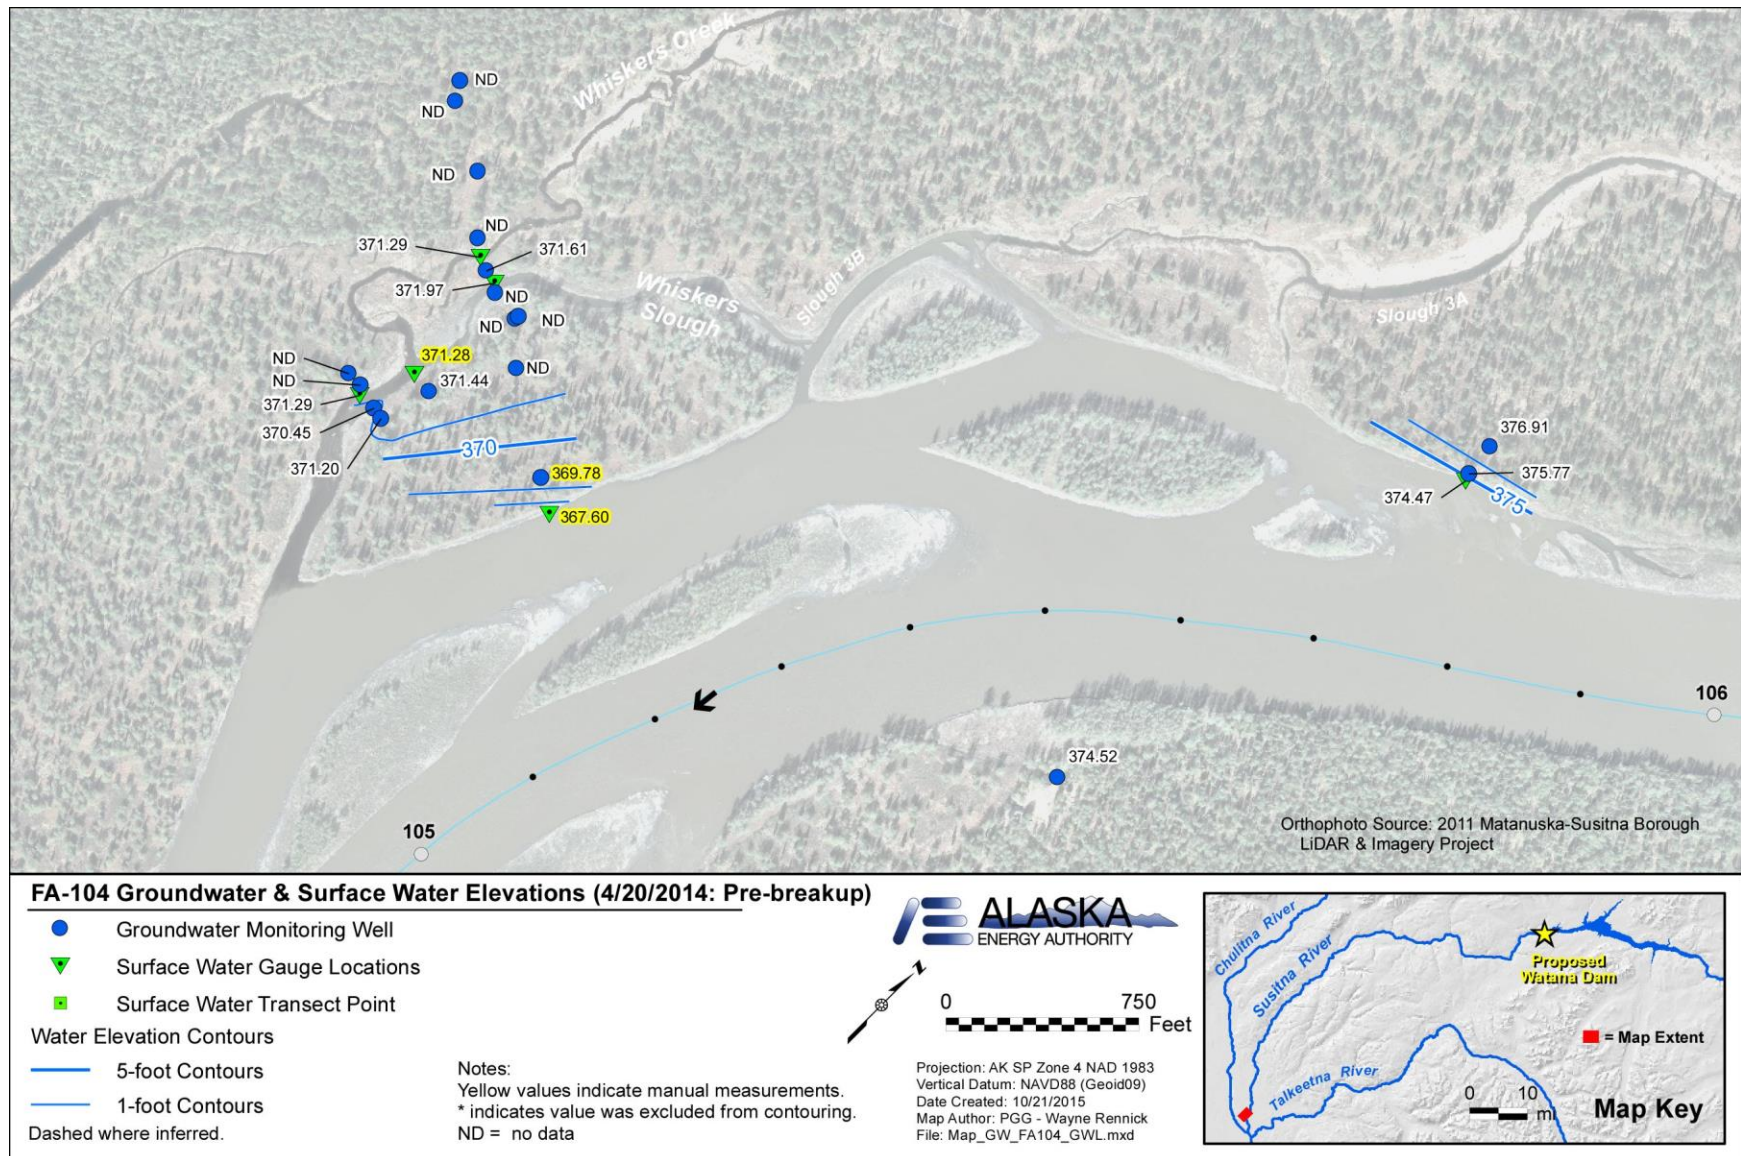 Whiskers Creek
ND
ND
ND
ND
371.29
371.61
371.97
ND
ND
ND
Whiskers
Slough
Slough 3B
Slough 3A
371.28
ND
ND
ND
371.44
371.29
370.45
371.20
370
369.78
367.60
376.91
375.77
374.47
375
106
374.52
105
Orthophoto Source: 2011 Matanuska-Susitna Borough
LiDAR & Imagery Project
FA-104 Groundwater & Surface Water Elevations (4/20/2014: Pre-breakup)
Groundwater Monitoring Well
Surface Water Gauge Locations
Surface Water Transect Point
Water Elevation Contours
5-foot Contours
1-foot Contours
Dashed where inferred.
Notes:
Yellow values indicate manual measurements.
* indicates value was excluded from contouring.
ND = no data
ALASKA
ENERGY AUTHORITY
N
0 750
Feet
Projection: AK SP Zone 4 NAD 1983
Vertical Datum: NAVD88 (Geoid09)
Date Created: 10/21/2015
Map Author: PGG - Wayne Rennick
File: Map_GW_FA104_GWL.mxd
Chulitna River
Susitna River
Proposed
Watana Dam
= Map Extent
Talkeetna River
0 10
mi
Map Key